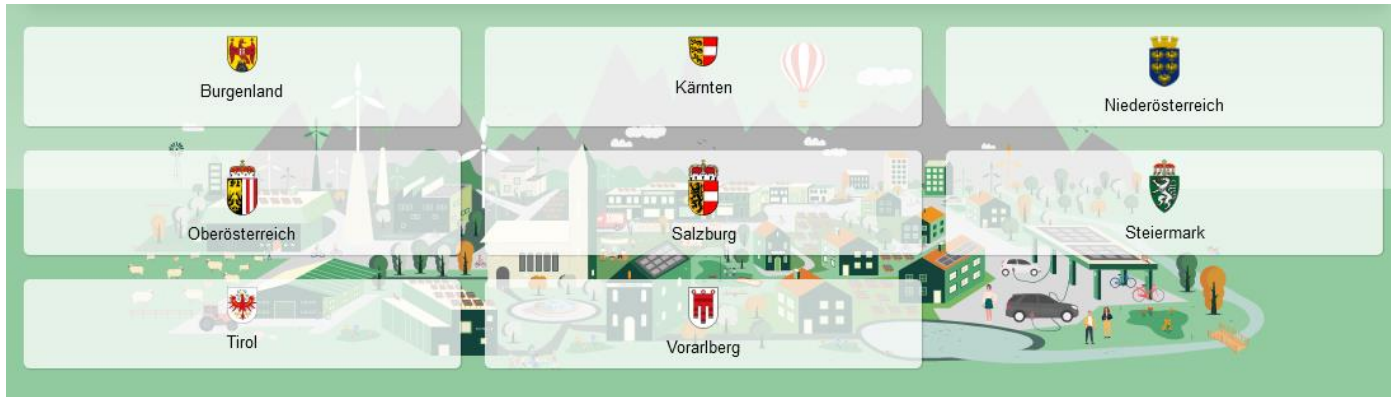 Burgenland
Kärnten
Niederösterreich
Oberösterreich
Salzburg
Steiermark
Tirol
Vorarlberg